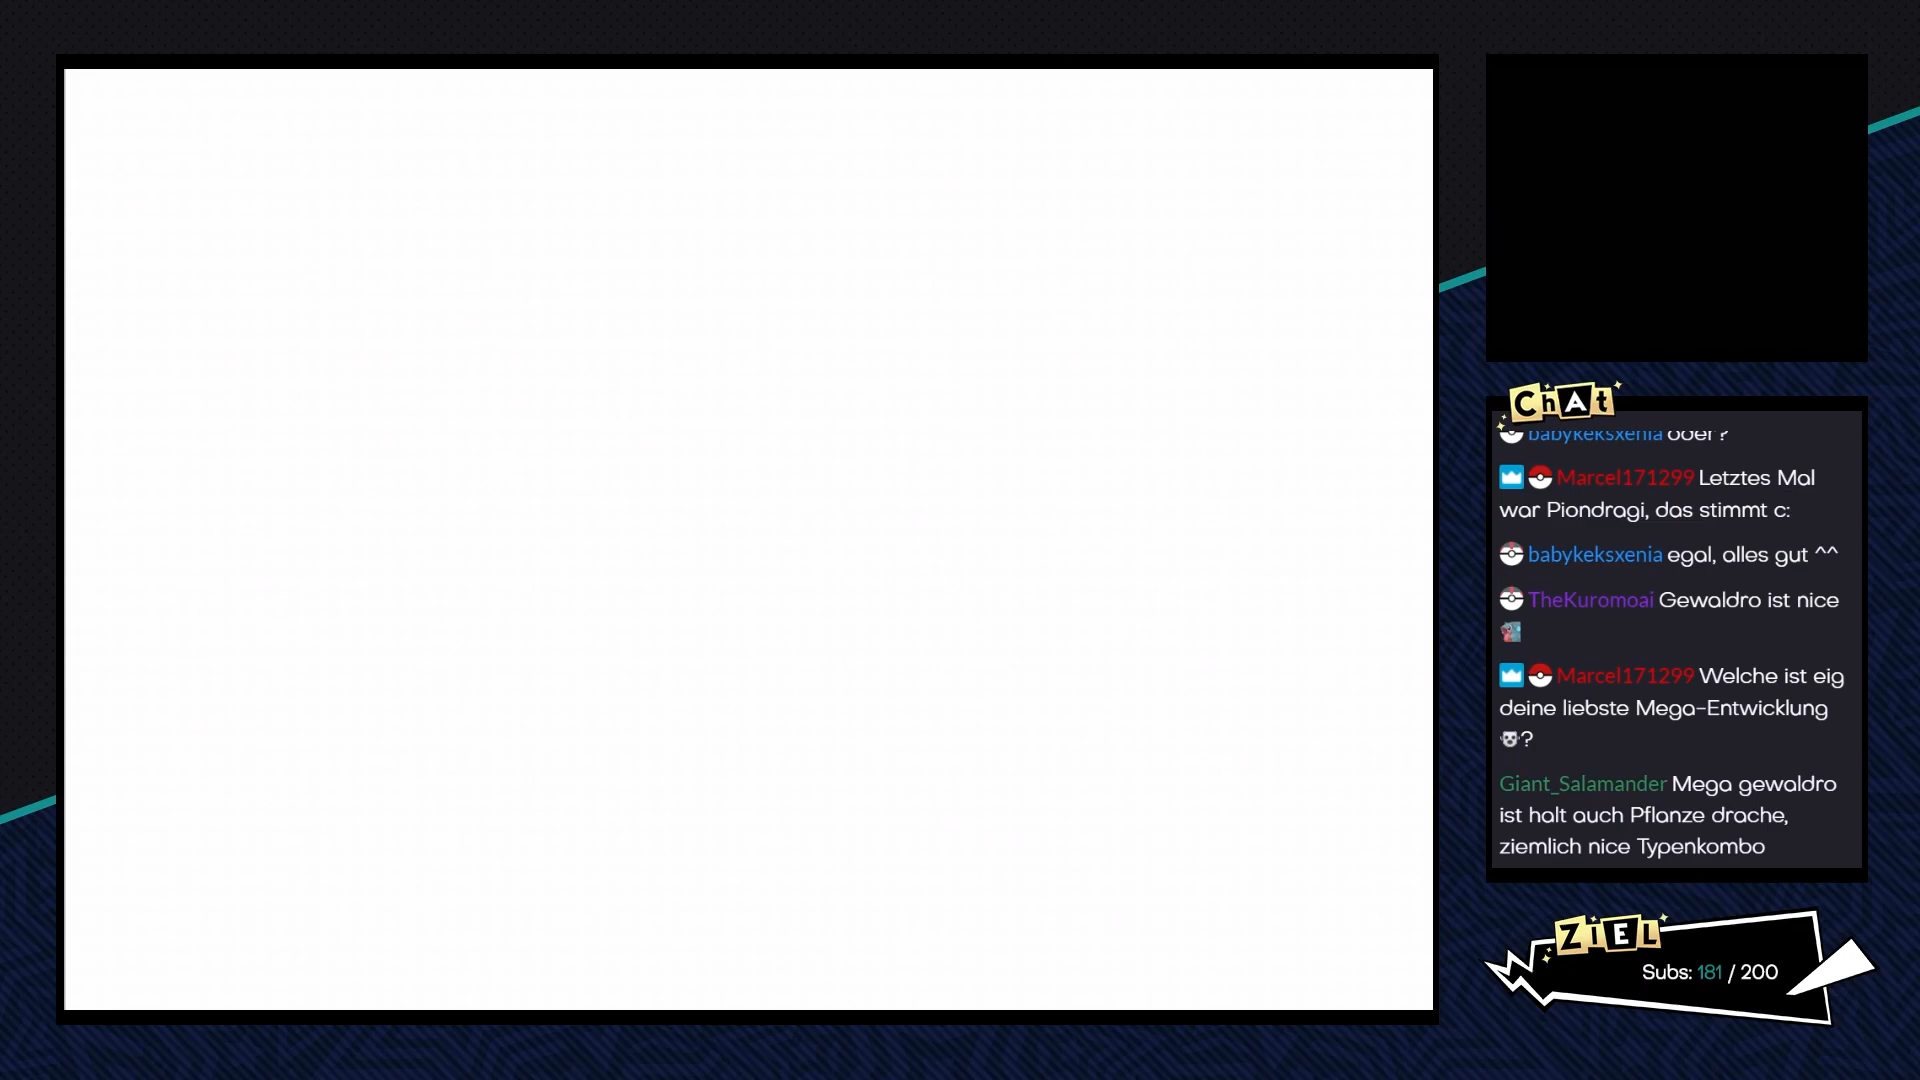 ChAt
babykeksxenia oder?
Marcel171299 Letztes Mal
war Piondragi, das stimmt c:
babykeksxenia egal, alles gut ^^
TheKuromoai Gewaldro ist nice
Marcel171299 Welche ist eig
deine liebste Mega-Entwicklung
?
Giant_Salamander Mega gewaldro
ist halt auch Pflanze drache,
ziemlich nice Typenkombo
ZiEL
Subs: 181 / 200